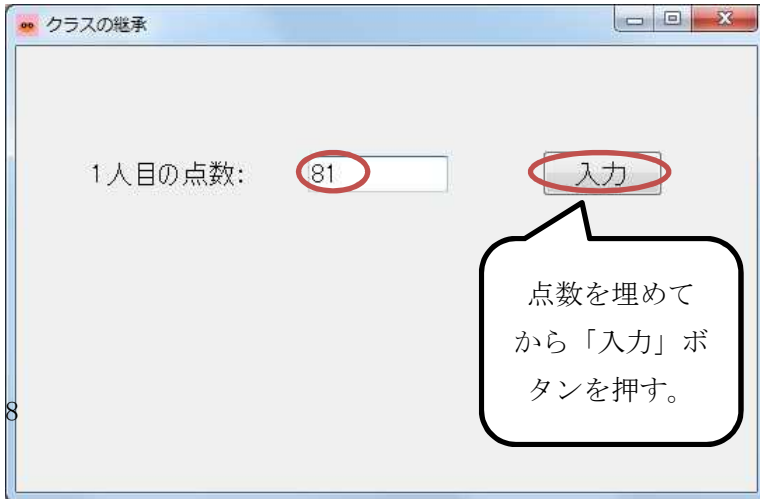 クラスの継承
1人目の点数:
81
入力
点数を埋めて
から「入力」ボ
タンを押す。
8